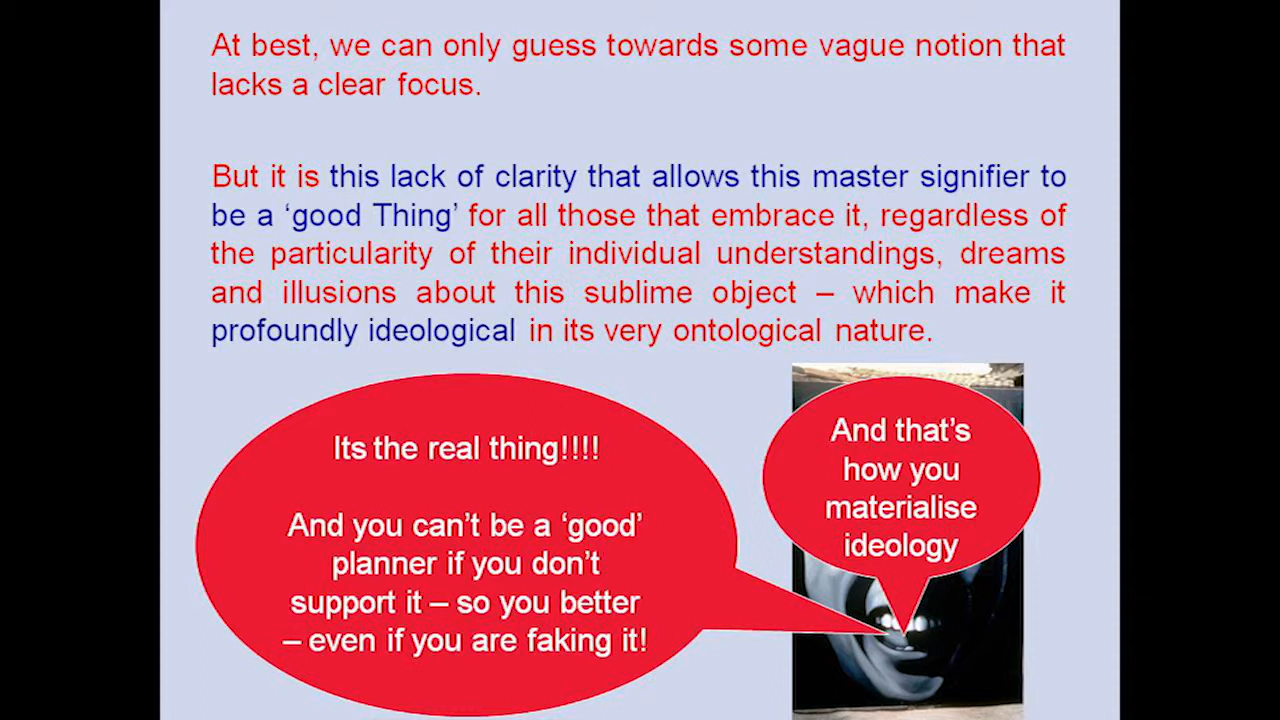 At best, we can only guess towards some vague notion that
lacks a clear focus.
But it is this lack of clarity that allows this master signifier to
be a ‘good Thing’ for all those that embrace it, regardless of
the particularity of their individual understandings, dreams
and illusions about this sublime object – which make it
profoundly ideological in its very ontological nature.
Its the real thing!!!!
And you can’t be a ‘good’
planner if you don’t
support it – so you better
– even if you are faking it!
And that’s
how you
materialise
ideology